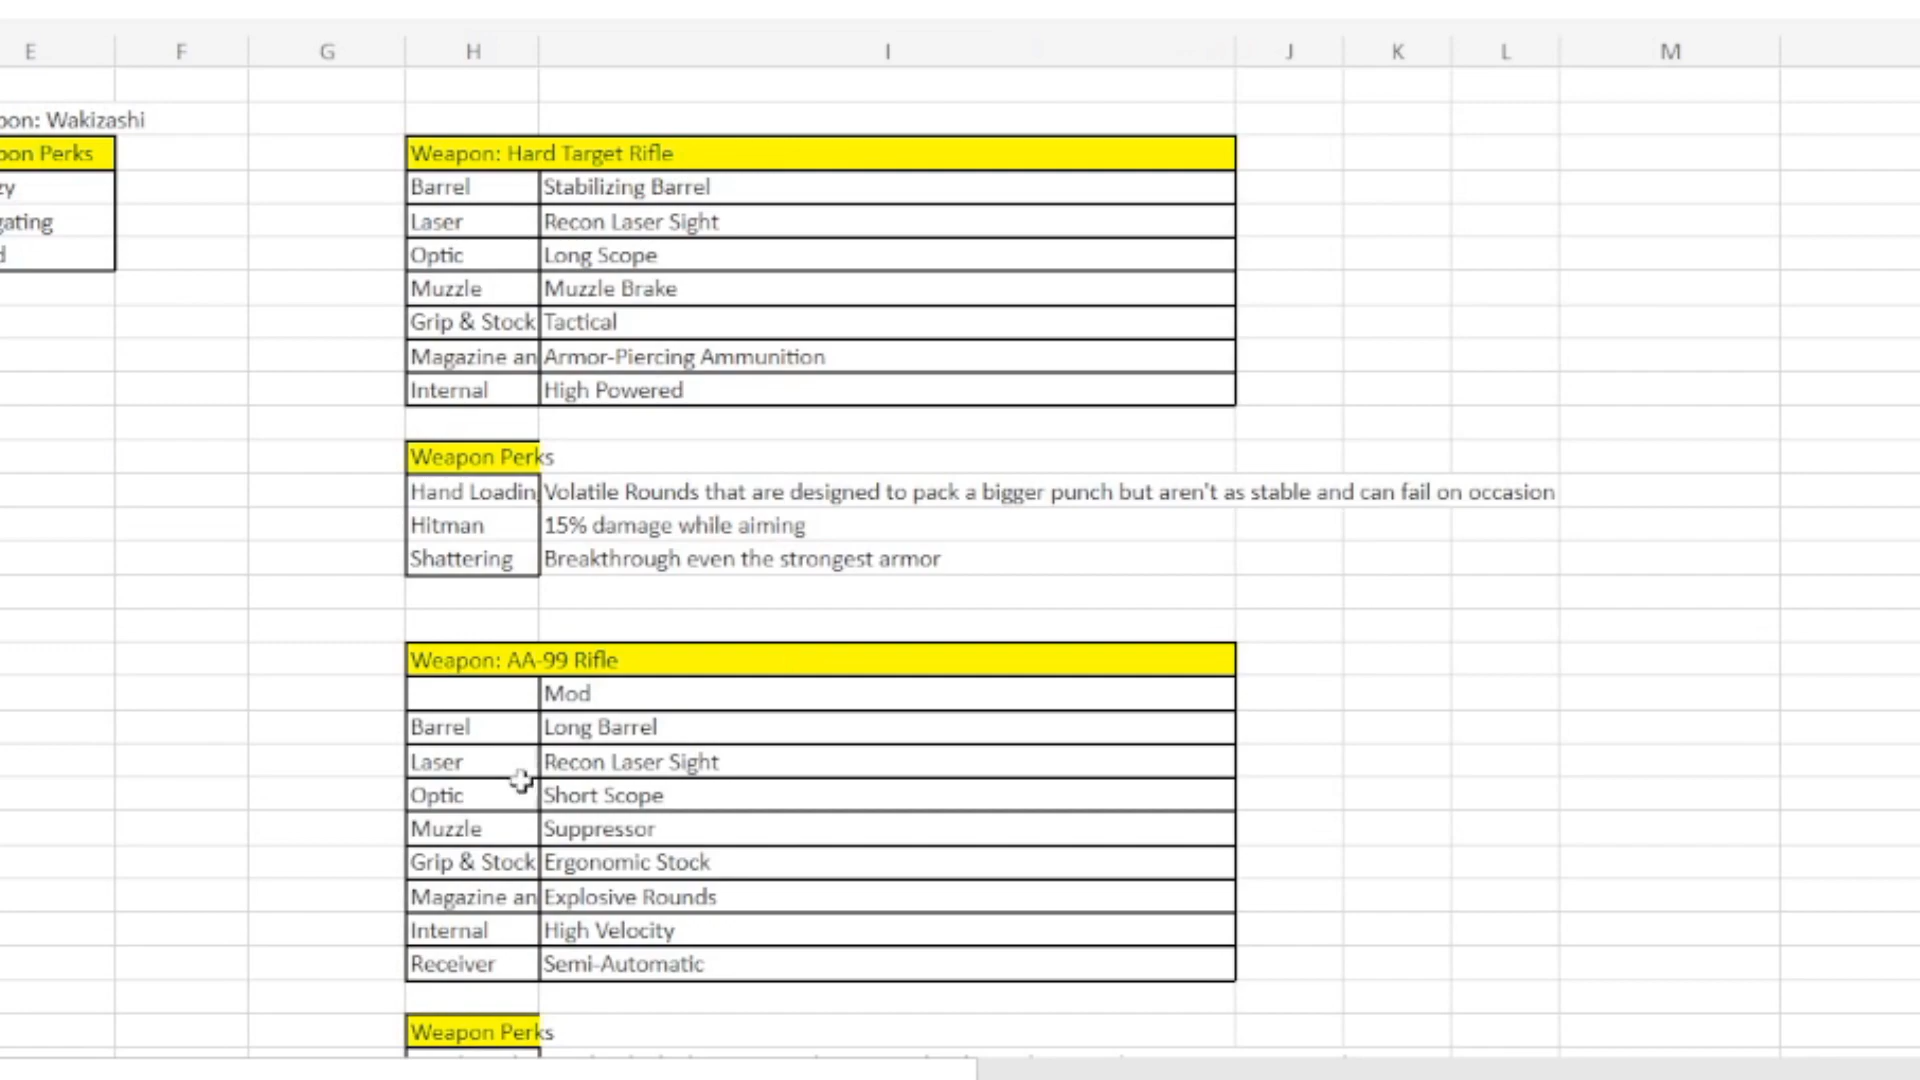 E F G H I J K L M
pon: Wakizashi
pon Perks
zy
gating
d
Weapon: Hard Target Rifle
Barrel Stabilizing Barrel
Laser Recon Laser Sight
Optic Long Scope
Muzzle Muzzle Brake
Grip & Stock Tactical
Magazine an Armor-Piercing Ammunition
Internal High Powered
Weapon Perks
Hand Loadin Volatile Rounds that are designed to pack a bigger punch but aren't as stable and can fail on occasion
Hitman 15% damage while aiming
Shattering Breakthrough even the strongest armor
Weapon: AA-99 Rifle
Mod
Barrel Long Barrel
Laser Recon Laser Sight
Optic Short Scope
Muzzle Suppressor
Grip & Stock Ergonomic Stock
Magazine an Explosive Rounds
Internal High Velocity
Receiver Semi-Automatic
Weapon Perks